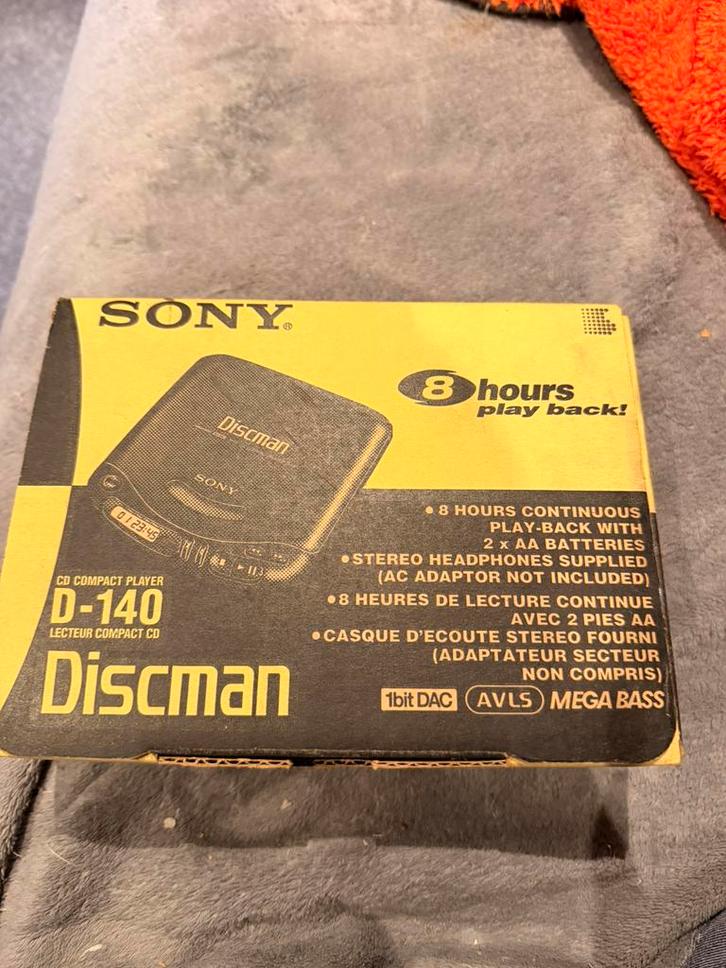 SONY®
8 hours
play back!
Discman
SONY
0 1 23:45
• 8 HOURS CONTINUOUS
PLAY-BACK WITH
2 x AA BATTERIES
• STEREO HEADPHONES SUPPLIED
(AC ADAPTOR NOT INCLUDED)
• 8 HEURES DE LECTURE CONTINUE
AVEC 2 PIES AA
• CASQUE D'ECOUTE STEREO FOURNI
(ADAPTATEUR SECTEUR
NON COMPRIS)
CD COMPACT PLAYER
D-140
LECTEUR COMPACT CD
Discman
1bit DAC AVLS MEGA BASS